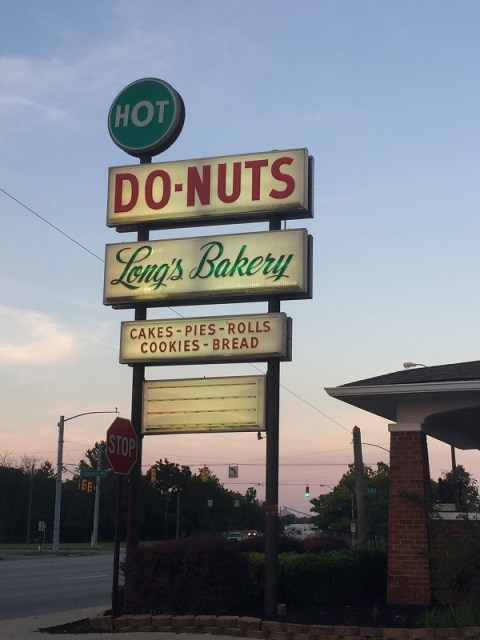 HOT
DO-NUTS
Long's Bakery
CAKES-PIES-ROLLS
COOKIES-BREAD
STOP